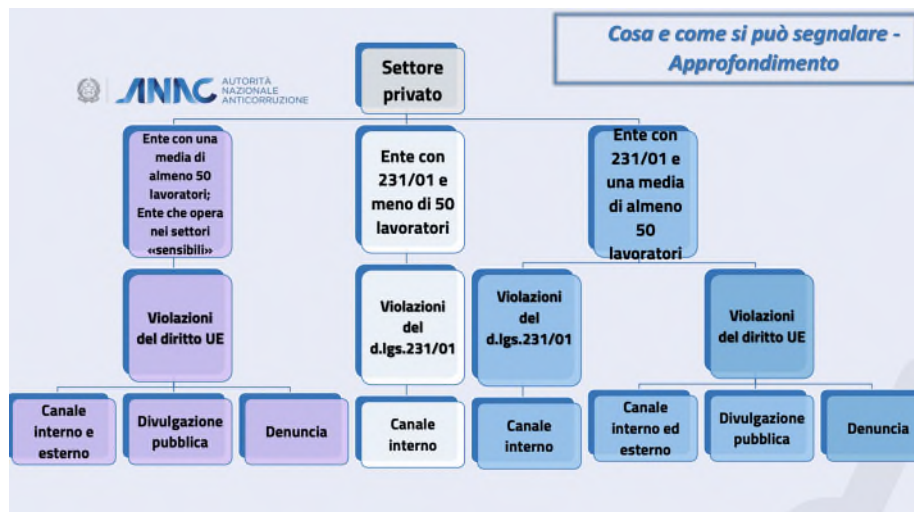 Cosa e come si può segnalare -
Approfondimento
ANAC
AUTORITÀ
NAZIONALE
ANTICORRUZIONE
Settore
privato
Ente con una
media di
almeno 50
lavoratori;
Ente che opera
nei settori
«sensibili»
Ente con
231/01 e
meno di 50
lavoratori
Ente con
231/01 e
una media
di almeno
50
lavoratori
Violazioni
del diritto UE
Violazioni
del
d.lgs.231/01
Violazioni
del
d.lgs.231/01
Violazioni
del diritto UE
Canale
interno e
esterno
Divulgazione
pubblica
Denuncia
Canale
interno
Canale
interno
Canale
interno ed
esterno
Divulgazione
pubblica
Denuncia